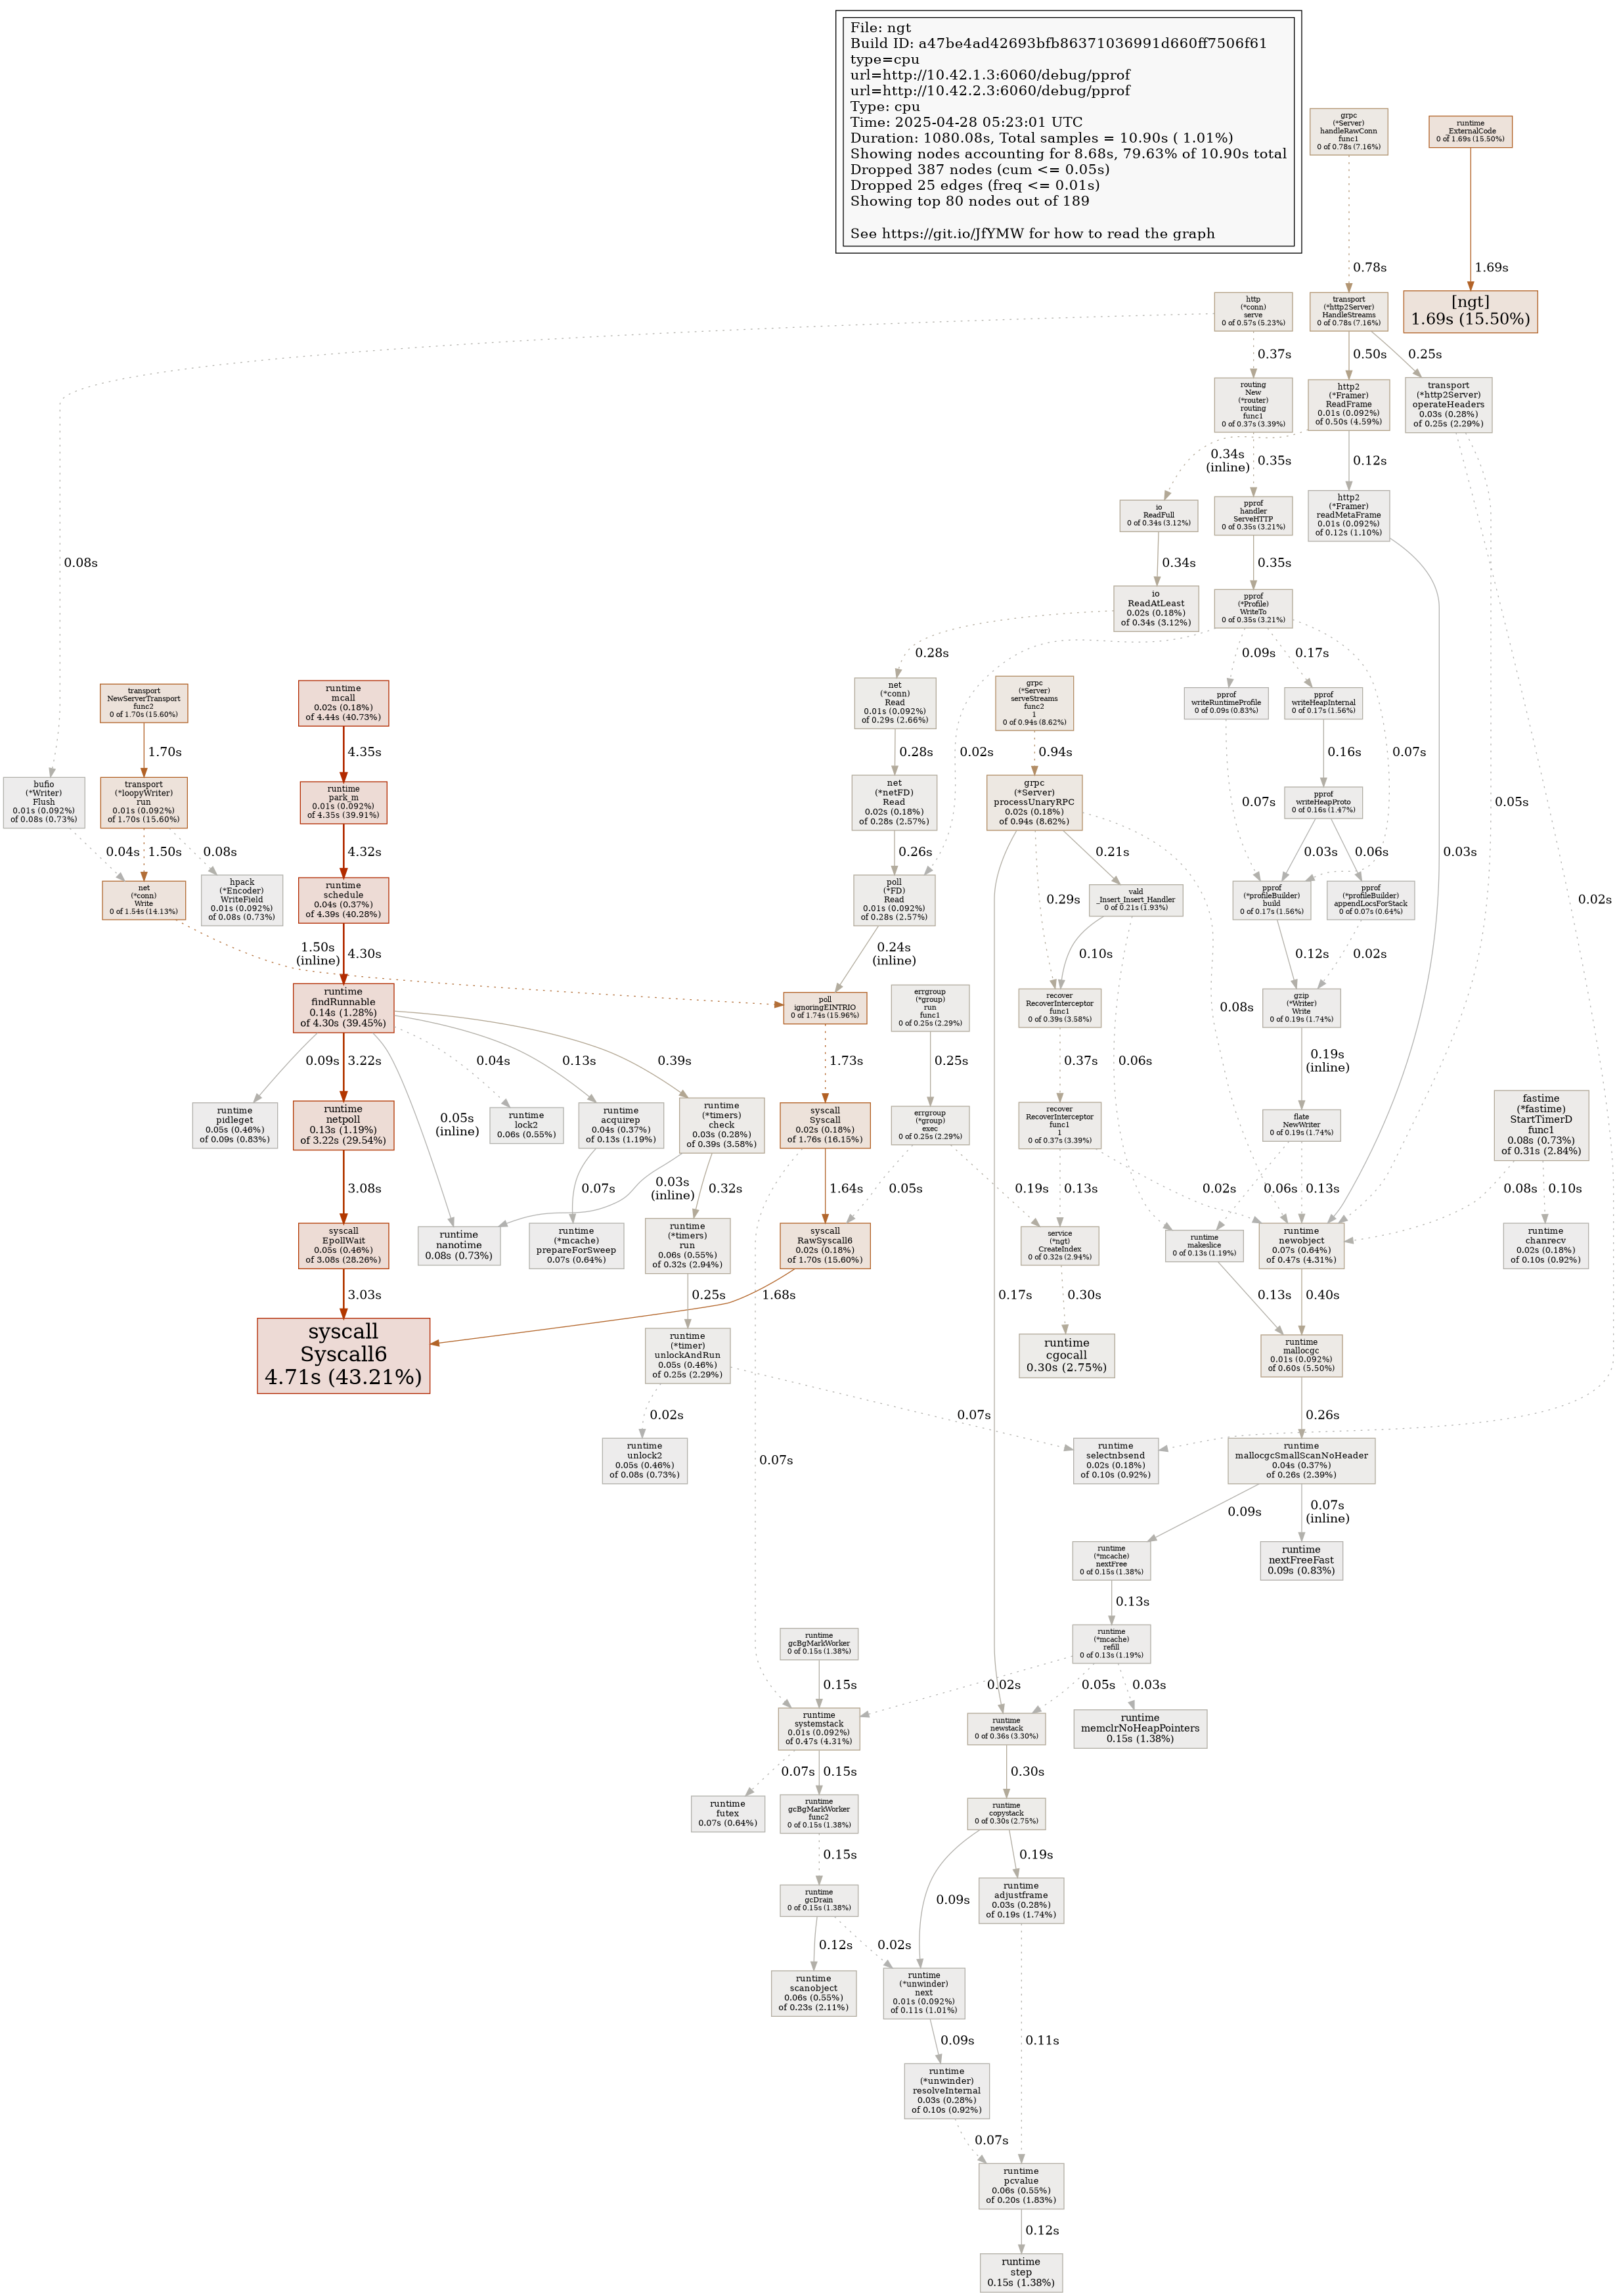 File: ngt
Build ID: a47be4ad42693bfb86371036991d660ff7506f61
type=cpu
url=http://10.42.1.3:6060/debug/pprof
url=http://10.42.2.3:6060/debug/pprof
Type: cpu
Time: 2025-04-28 05:23:01 UTC
Duration: 1080.08s, Total samples = 10.90s ( 1.01%)
Showing nodes accounting for 8.68s, 79.63% of 10.90s total
Dropped 387 nodes (cum <= 0.05s)
Dropped 25 edges (freq <= 0.01s)
Showing top 80 nodes out of 189
See https://git.io/JfYMW for how to read the graph
grpc
(*Server)
handleRawConn
func1
0 of 0.78s (7.16%)
runtime
_ExternalCode
0 of 1.69s (15.50%)
0.78s
1.69s
http
(*conn)
serve
0 of 0.57s (5.23%)
transport
(*http2Server)
HandleStreams
0 of 0.78s (7.16%)
[ngt]
1.69s (15.50%)
0.37s
0.50s
0.25s
routing
New
(*router)
routing
func1
0 of 0.37s (3.39%)
http2
(*Framer)
ReadFrame
0.01s (0.092%)
of 0.50s (4.59%)
transport
(*http2Server)
operateHeaders
0.03s (0.28%)
of 0.25s (2.29%)
0.34s
(inline)
0.35s
0.12s
io
ReadFull
0 of 0.34s (3.12%)
pprof
handler
ServeHTTP
0 of 0.35s (3.21%)
http2
(*Framer)
readMetaFrame
0.01s (0.092%)
of 0.12s (1.10%)
0.08s
0.34s
0.35s
io
ReadAtLeast
0.02s (0.18%)
of 0.34s (3.12%)
pprof
(*Profile)
WriteTo
0 of 0.35s (3.21%)
0.28s
0.09s
0.17s
transport
NewServerTransport
func2
0 of 1.70s (15.60%)
runtime
mcall
0.02s (0.18%)
of 4.44s (40.73%)
net
(*conn)
Read
0.01s (0.092%)
of 0.29s (2.66%)
grpc
(*Server)
serveStreams
func2
1
0 of 0.94s (8.62%)
pprof
writeRuntimeProfile
0 of 0.09s (0.83%)
pprof
writeHeapInternal
0 of 0.17s (1.56%)
1.70s
4.35s
0.28s
0.02s
0.94s
0.16s
0.07s
bufio
(*Writer)
Flush
0.01s (0.092%)
of 0.08s (0.73%)
transport
(*loopyWriter)
run
0.01s (0.092%)
of 1.70s (15.60%)
runtime
park_m
0.01s (0.092%)
of 4.35s (39.91%)
net
(*netFD)
Read
0.02s (0.18%)
of 0.28s (2.57%)
grpc
(*Server)
processUnaryRPC
0.02s (0.18%)
of 0.94s (8.62%)
0.07s
pprof
writeHeapProto
0 of 0.16s (1.47%)
0.05s
0.04s
1.50s
0.08s
4.32s
0.26s
0.21s
0.03s
0.06s
0.03s
net
(*conn)
Write
0 of 1.54s (14.13%)
hpack
(*Encoder)
WriteField
0.01s (0.092%)
of 0.08s (0.73%)
runtime
schedule
0.04s (0.37%)
of 4.39s (40.28%)
poll
(*FD)
Read
0.01s (0.092%)
of 0.28s (2.57%)
0.29s
vald
_Insert_Insert_Handler
0 of 0.21s (1.93%)
pprof
(*profileBuilder)
build
0 of 0.17s (1.56%)
pprof
(*profileBuilder)
appendLocsForStack
0 of 0.07s (0.64%)
0.02s
1.50s
(inline)
4.30s
0.24s
(inline)
0.10s
0.12s
0.02s
runtime
findRunnable
0.14s (1.28%)
of 4.30s (39.45%)
poll
ignoringEINTRIO
0 of 1.74s (15.96%)
errgroup
(*group)
run
func1
0 of 0.25s (2.29%)
recover
RecoverInterceptor
func1
0 of 0.39s (3.58%)
0.08s
gzip
(*Writer)
Write
0 of 0.19s (1.74%)
0.09s
3.22s
0.04s
0.13s
0.39s
1.73s
0.25s
0.37s
0.06s
0.19s
(inline)
runtime
pidleget
0.05s (0.46%)
of 0.09s (0.83%)
runtime
netpoll
0.13s (1.19%)
of 3.22s (29.54%)
0.05s
(inline)
runtime
lock2
0.06s (0.55%)
runtime
acquirep
0.04s (0.37%)
of 0.13s (1.19%)
runtime
(*timers)
check
0.03s (0.28%)
of 0.39s (3.58%)
syscall
Syscall
0.02s (0.18%)
of 1.76s (16.15%)
errgroup
(*group)
exec
0 of 0.25s (2.29%)
recover
RecoverInterceptor
func1
1
0 of 0.37s (3.39%)
flate
NewWriter
0 of 0.19s (1.74%)
fastime
(*fastime)
StartTimerD
func1
0.08s (0.73%)
of 0.31s (2.84%)
3.08s
0.07s
0.03s
(inline)
0.32s
1.64s
0.05s
0.19s
0.13s
0.02s
0.06s
0.13s
0.08s
0.10s
syscall
EpollWait
0.05s (0.46%)
of 3.08s (28.26%)
runtime
nanotime
0.08s (0.73%)
runtime
(*mcache)
prepareForSweep
0.07s (0.64%)
runtime
(*timers)
run
0.06s (0.55%)
of 0.32s (2.94%)
syscall
RawSyscall6
0.02s (0.18%)
of 1.70s (15.60%)
service
(*ngt)
CreateIndex
0 of 0.32s (2.94%)
runtime
makeslice
0 of 0.13s (1.19%)
runtime
newobject
0.07s (0.64%)
of 0.47s (4.31%)
runtime
chanrecv
0.02s (0.18%)
of 0.10s (0.92%)
3.03s
0.25s
1.68s
0.17s
0.30s
0.13s
0.40s
syscall
Syscall6
4.71s (43.21%)
runtime
(*timer)
unlockAndRun
0.05s (0.46%)
of 0.25s (2.29%)
runtime
cgocall
0.30s (2.75%)
runtime
mallocgc
0.01s (0.092%)
of 0.60s (5.50%)
0.02s
0.07s
0.26s
runtime
unlock2
0.05s (0.46%)
of 0.08s (0.73%)
0.07s
runtime
selectnbsend
0.02s (0.18%)
of 0.10s (0.92%)
runtime
mallocgcSmallScanNoHeader
0.04s (0.37%)
of 0.26s (2.39%)
0.09s
0.07s
(inline)
runtime
(*mcache)
nextFree
0 of 0.15s (1.38%)
runtime
nextFreeFast
0.09s (0.83%)
0.13s
runtime
gcBgMarkWorker
0 of 0.15s (1.38%)
runtime
(*mcache)
refill
0 of 0.13s (1.19%)
0.15s
0.02s
0.05s
0.03s
runtime
systemstack
0.01s (0.092%)
of 0.47s (4.31%)
runtime
newstack
0 of 0.36s (3.30%)
runtime
memclrNoHeapPointers
0.15s (1.38%)
0.07s
0.15s
0.30s
runtime
futex
0.07s (0.64%)
runtime
gcBgMarkWorker
func2
0 of 0.15s (1.38%)
runtime
copystack
0 of 0.30s (2.75%)
0.15s
0.09s
0.19s
runtime
gcDrain
0 of 0.15s (1.38%)
runtime
adjustframe
0.03s (0.28%)
of 0.19s (1.74%)
0.12s
0.02s
runtime
scanobject
0.06s (0.55%)
of 0.23s (2.11%)
runtime
(*unwinder)
next
0.01s (0.092%)
of 0.11s (1.01%)
0.09s
0.11s
runtime
(*unwinder)
resolveInternal
0.03s (0.28%)
of 0.10s (0.92%)
0.07s
runtime
pcvalue
0.06s (0.55%)
of 0.20s (1.83%)
0.12s
runtime
step
0.15s (1.38%)